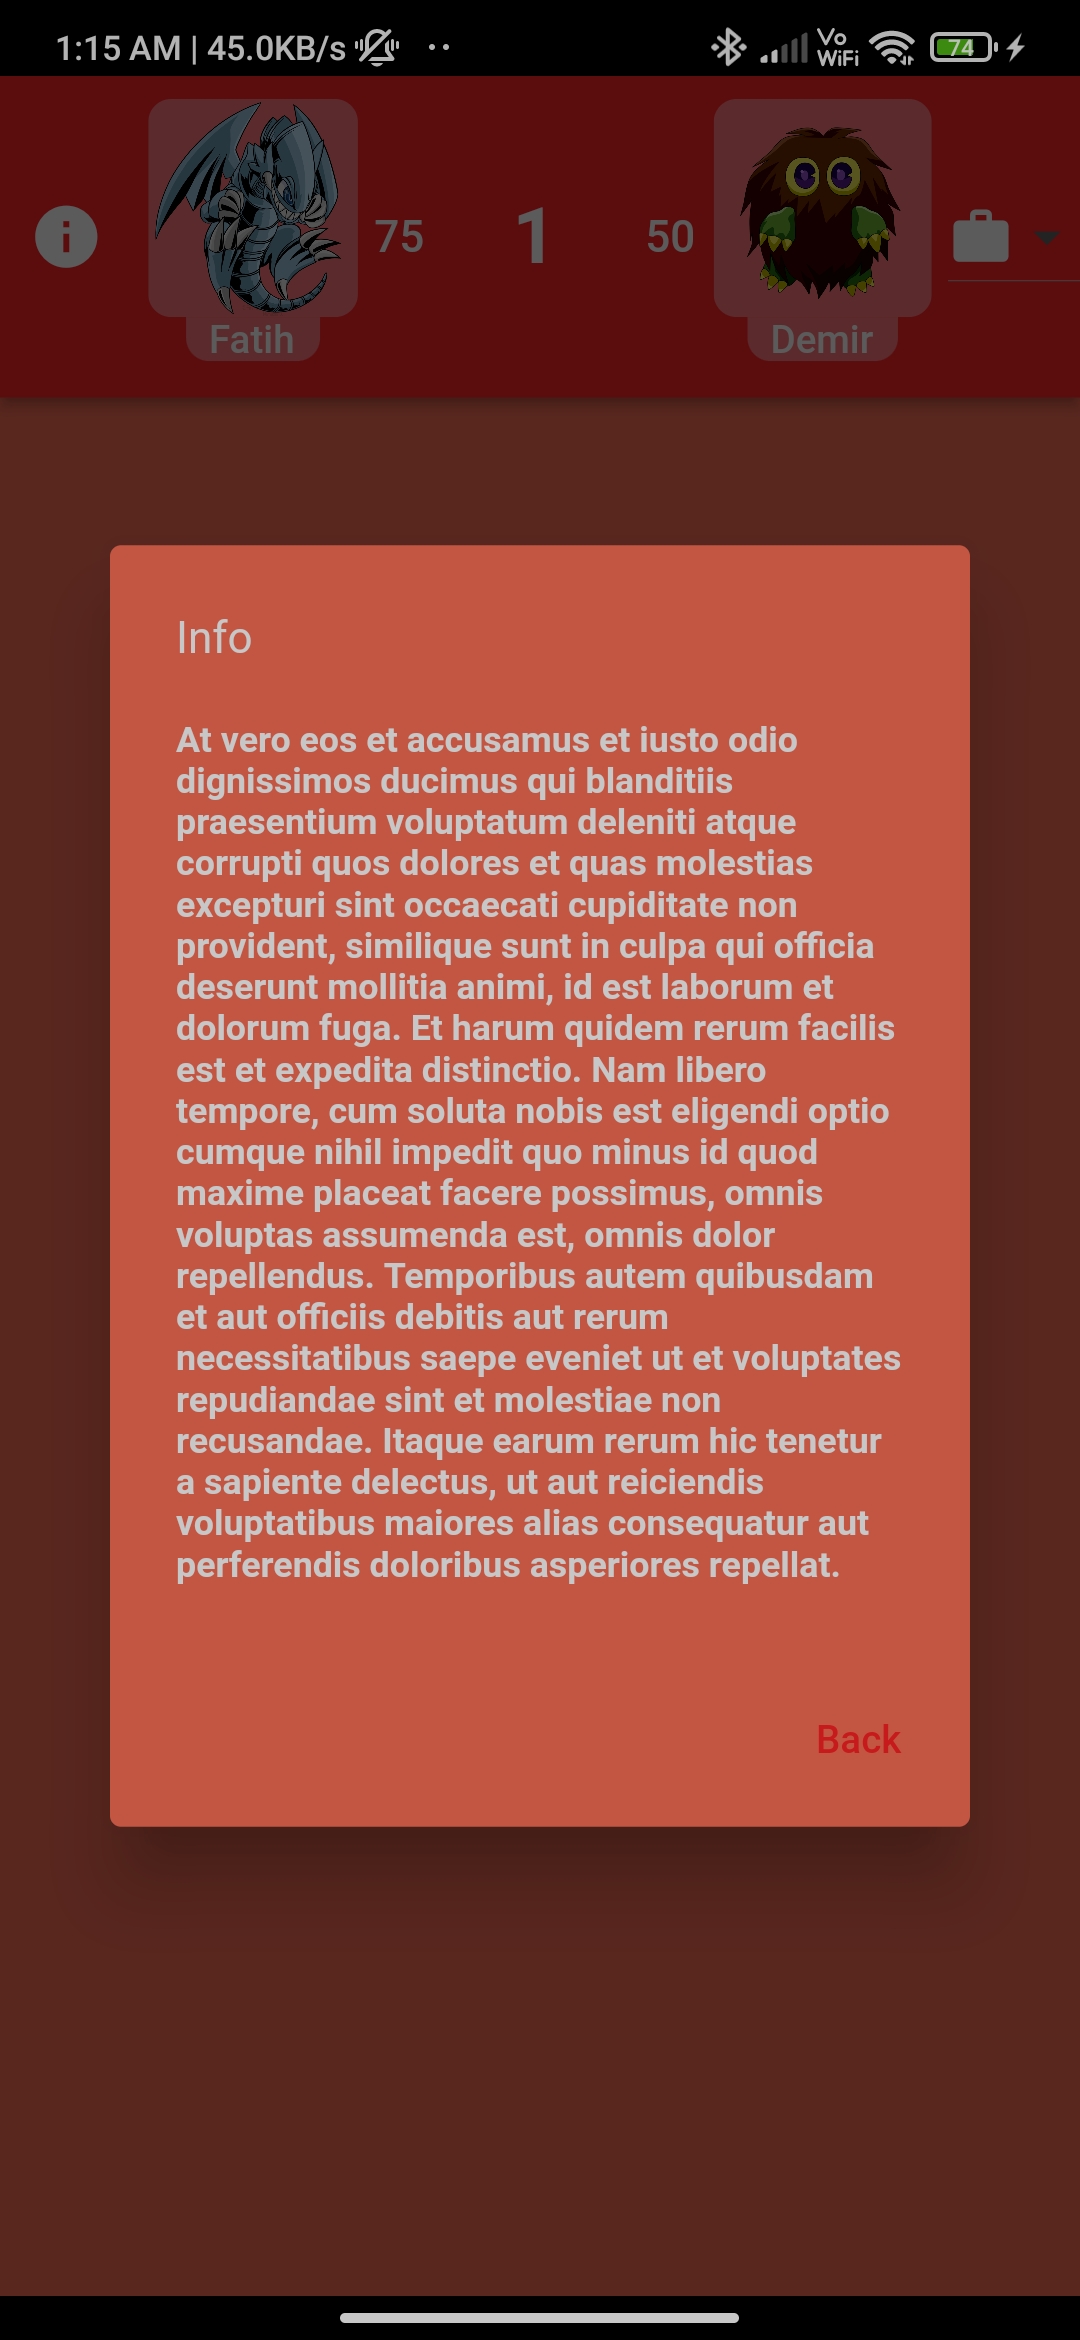 1:15 AM | 45.0KB/s
Vo
WiFi
74
75
1
50
Fatih
Demir
Info
At vero eos et accusamus et iusto odio
dignissimos ducimus qui blanditiis
praesentium voluptatum deleniti atque
corrupti quos dolores et quas molestias
excepturi sint occaecati cupiditate non
provident, similique sunt in culpa qui officia
deserunt mollitia animi, id est laborum et
dolorum fuga. Et harum quidem rerum facilis
est et expedita distinctio. Nam libero
tempore, cum soluta nobis est eligendi optio
cumque nihil impedit quo minus id quod
maxime placeat facere possimus, omnis
voluptas assumenda est, omnis dolor
repellendus. Temporibus autem quibusdam
et aut officiis debitis aut rerum
necessitatibus saepe eveniet ut et voluptates
repudiandae sint et molestiae non
recusandae. Itaque earum rerum hic tenetur
a sapiente delectus, ut aut reiciendis
voluptatibus maiores alias consequatur aut
perferendis doloribus asperiores repellat.
Back